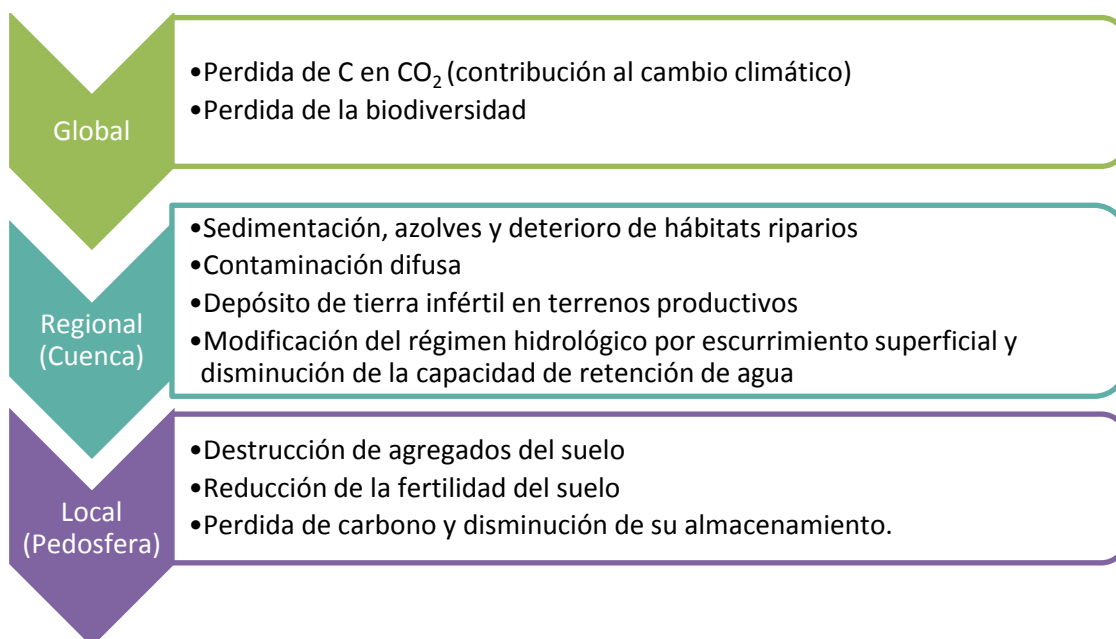 Global
•Perdida de C en CO₂ (contribución al cambio climático)
•Perdida de la biodiversidad
Regional
(Cuenca)
•Sedimentación, azolves y deterioro de hábitats riparios
•Contaminación difusa
•Depósito de tierra infértil en terrenos productivos
•Modificación del régimen hidrológico por escurrimiento superficial y
disminución de la capacidad de retención de agua
Local
(Pedosfera)
•Destrucción de agregados del suelo
•Reducción de la fertilidad del suelo
•Perdida de carbono y disminución de su almacenamiento.